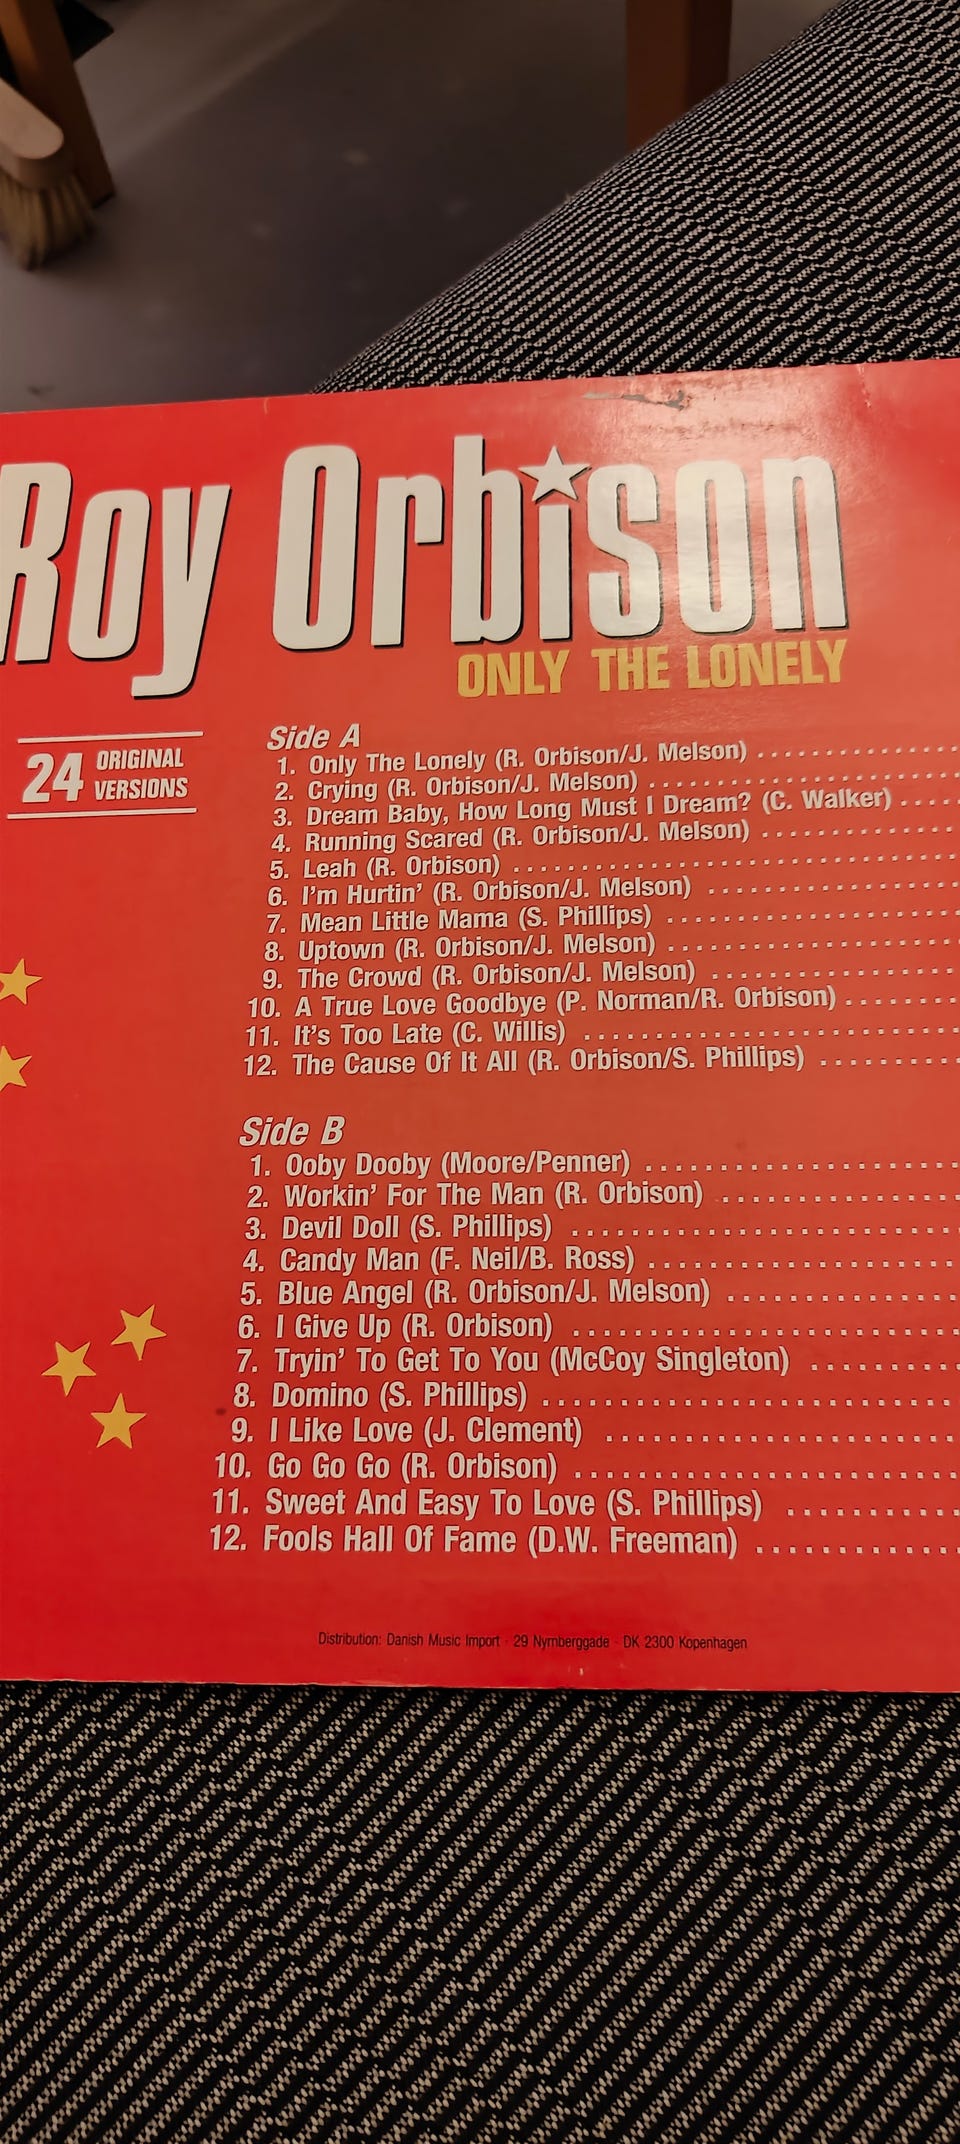 Roy Orbison
ONLY THE LONELY
24 ORIGINAL VERSIONS
Side A
1. Only The Lonely (R. Orbison/J. Melson)
2. Crying (R. Orbison/J. Melson)
3. Dream Baby, How Long Must I Dream? (C. Walker)
4. Running Scared (R. Orbison/J. Melson)
5. Leah (R. Orbison)
6. I'm Hurtin' (R. Orbison/J. Melson)
7. Mean Little Mama (S. Phillips)
8. Uptown (R. Orbison/J. Melson)
9. The Crowd (R. Orbison/J. Melson)
10. A True Love Goodbye (P. Norman/R. Orbison)
11. It's Too Late (C. Willis)
12. The Cause Of It All (R. Orbison/S. Phillips)
Side B
1. Ooby Dooby (Moore/Penner)
2. Workin' For The Man (R. Orbison)
3. Devil Doll (S. Phillips)
4. Candy Man (F. Neil/B. Ross)
5. Blue Angel (R. Orbison/J. Melson)
6. I Give Up (R. Orbison)
7. Tryin' To Get To You (McCoy Singleton)
8. Domino (S. Phillips)
9. I Like Love (J. Clement)
10. Go Go Go (R. Orbison)
11. Sweet And Easy To Love (S. Phillips)
12. Fools Hall Of Fame (D.W. Freeman)
Distribution: Danish Music Import · 29 Nyrnberggade · DK 2300 Kopenhagen